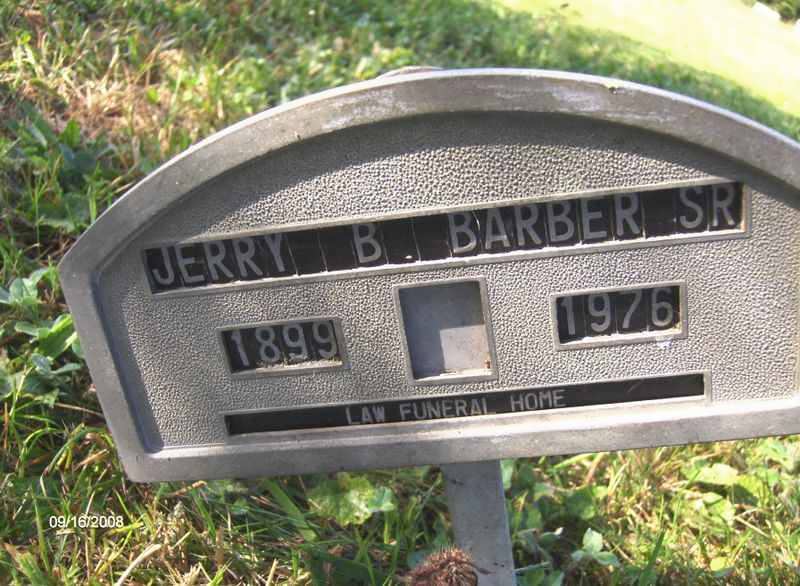 JERRY B BARBER SR
1899 1976
LAW FUNERAL HOME
09/16/2008